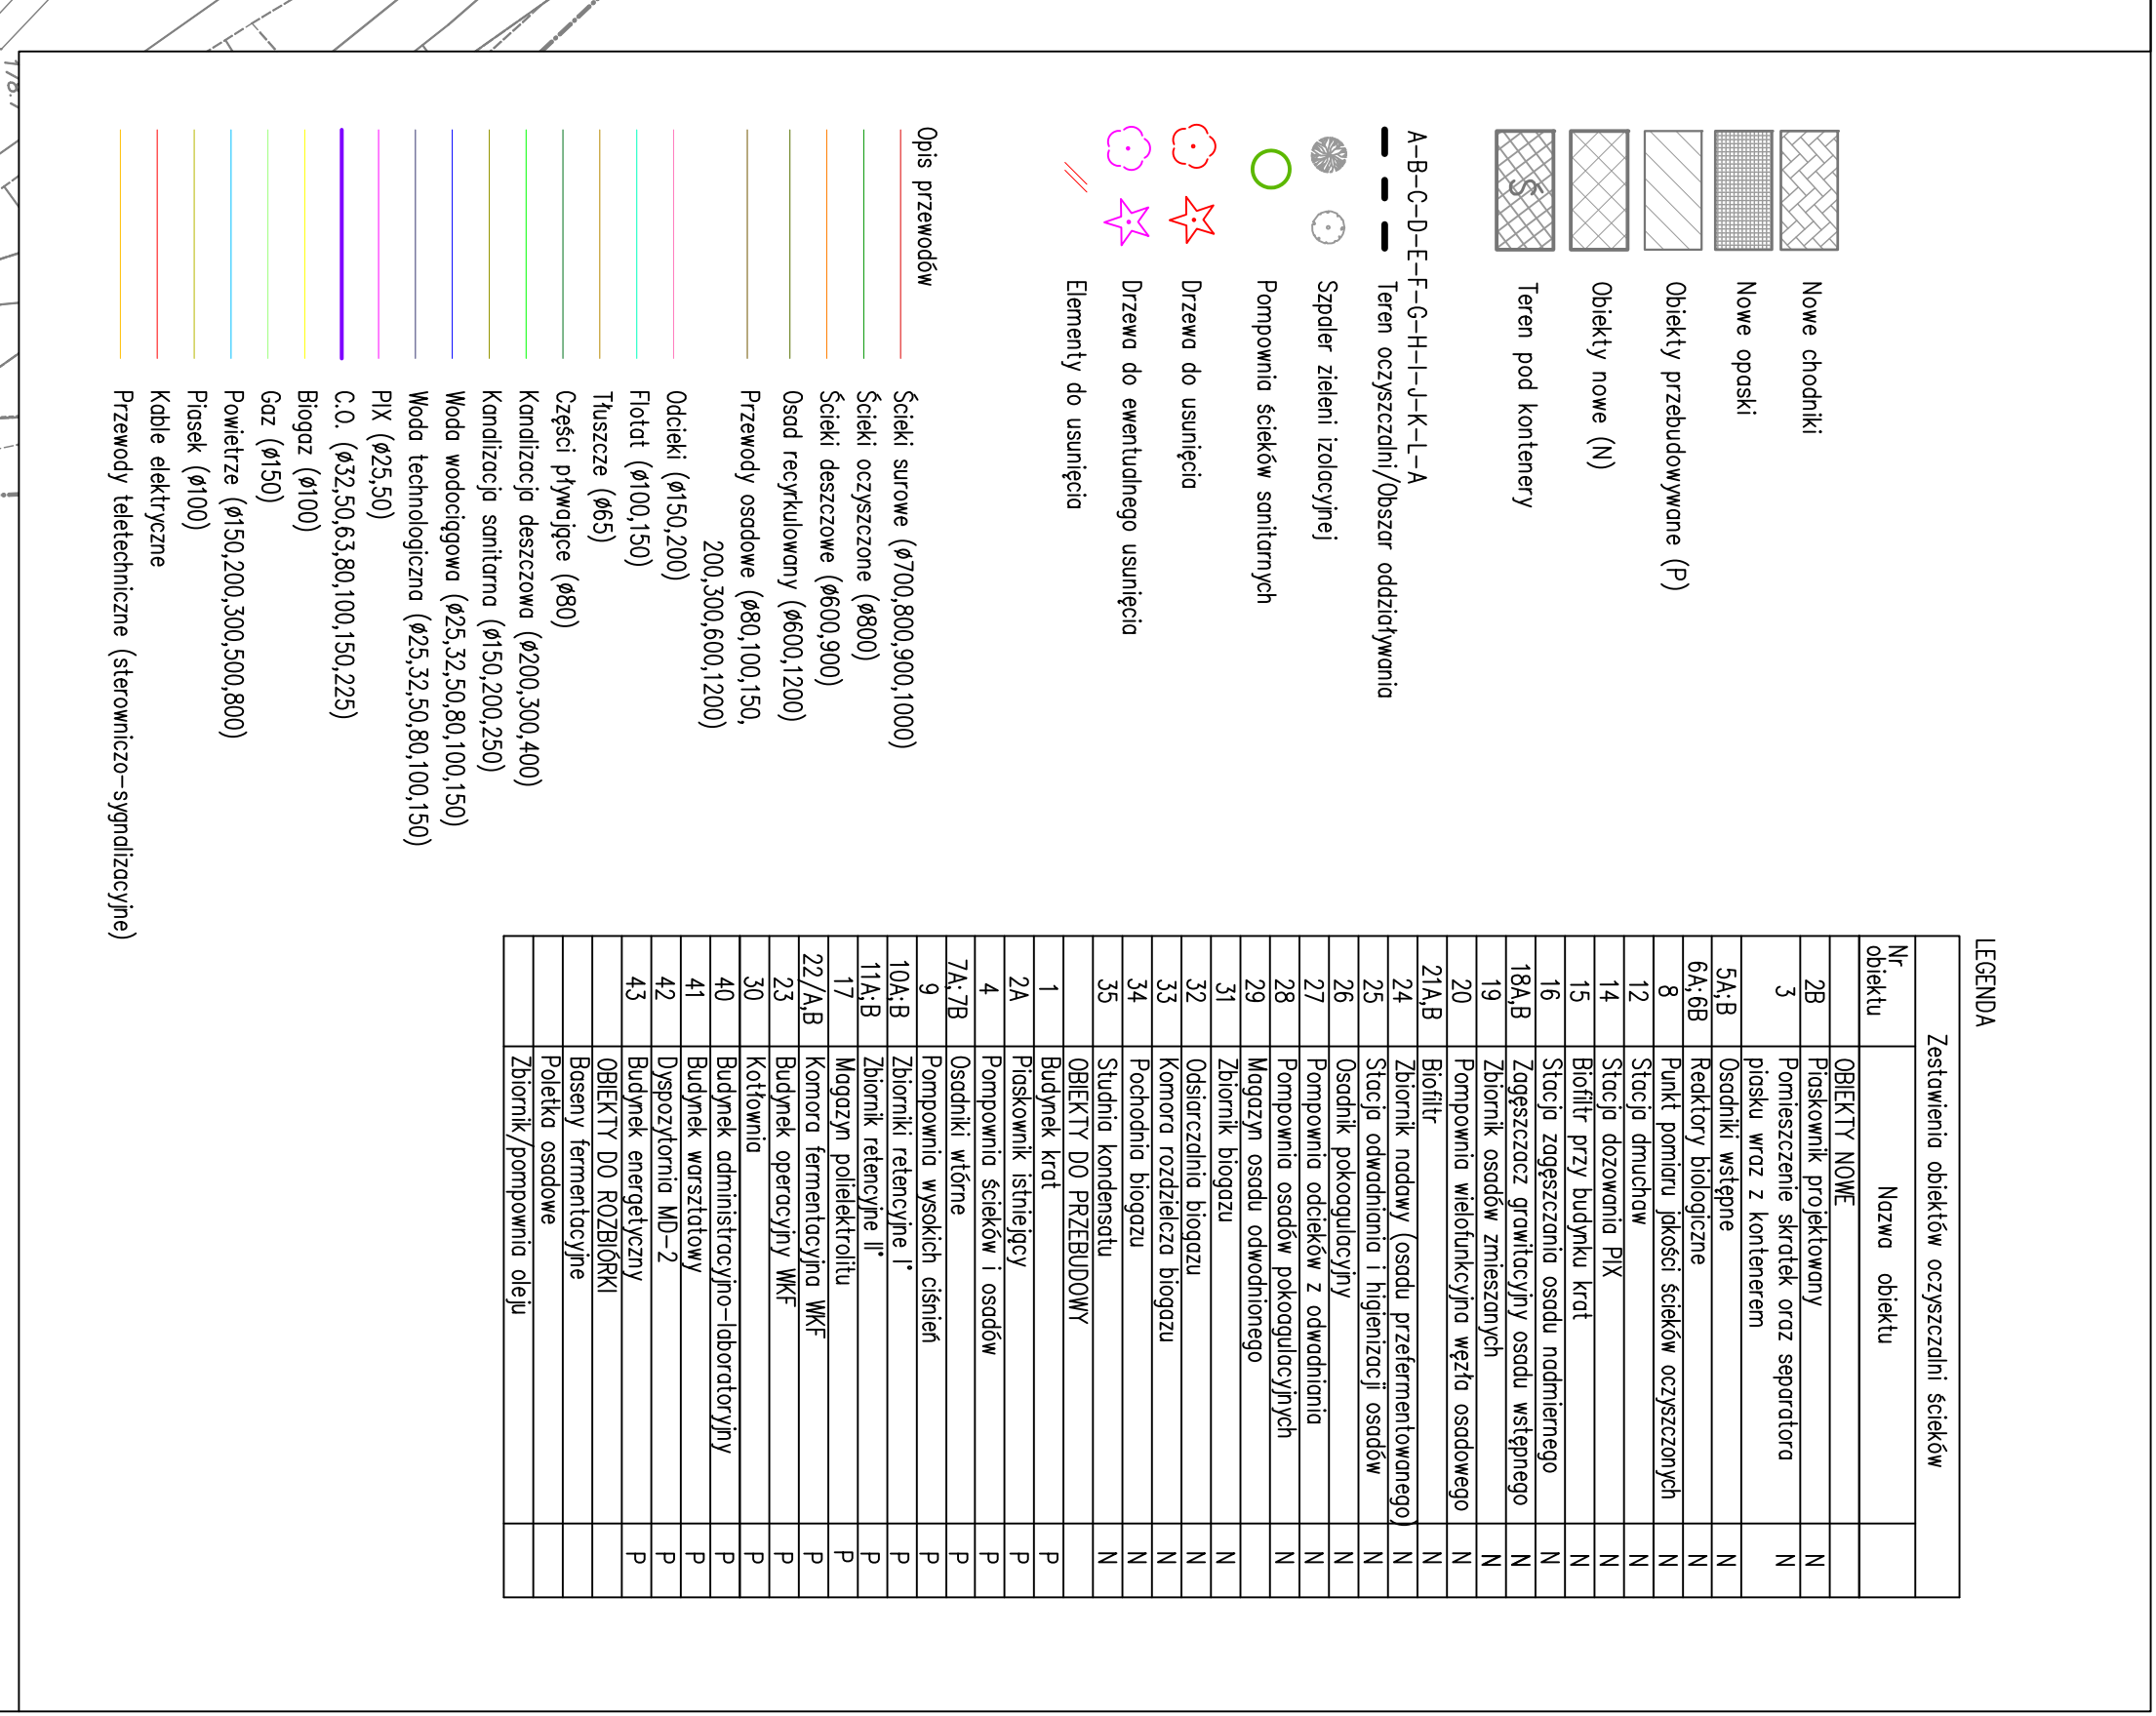 LEGENDA
Zestawienia obiektów oczyszczalni ścieków
Nr obiektu Nazwa obiektu
OBIEKTY NOWE
2B Piaskownik projektowany N
3 Pomieszczenie skratek oraz separatora N
piasku wraz z kontenerem
5A;B Osadniki wstępne N
6A;6B Reaktory biologiczne N
8 Punkt pomiaru jakości ścieków oczyszczonych N
12 Stacja dmuchaw N
14 Stacja dozowania PIX N
15 Biofiltr przy budynku krat N
16 Stacja zagęszczania osadu nadmiernego N
18A,B Zagęszczacz grawitacyjny osadu wstępnego N
19 Zbiornik osadów zmieszanych N
20 Pompownia wielofunkcyjna węzła osadowego N
21A,B Biofiltr N
24 Zbiornik nadawy (osadu przefermentowanego) N
25 Stacja odwadniania i higienizacji osadów N
26 Osadnik pokoagulacyjny N
27 Pompownia odcieków z odwadniania N
28 Pompownia osadów pokoagulacyjnych N
29 Magazyn osadu odwodnionego
31 Zbiornik biogazu N
32 Odsiarczalnia biogazu N
33 Komora rozdzielcza biogazu N
34 Pochodnia biogazu N
35 Studnia kondensatu N
OBIEKTY DO PRZEBUDOWY
1 Budynek krat P
2A Piaskownik istniejący P
4 Pompownia ścieków i osadów P
7A;7B Osadniki wtórne P
9 Pompownia wysokich ciśnień P
10A;B Zbiorniki retencyjne I° P
11A;B Zbiornik retencyjne II° P
17 Magazyn polielektrolitu P
22/A,B Komora fermentacyjna WKF P
23 Budynek operacyjny WKF P
30 Kotłownia P
40 Budynek administracyjno-laboratoryjny P
41 Budynek warsztatowy P
42 Dyspozytornia MD-2 P
43 Budynek energetyczny P
OBIEKTY DO ROZBIÓRKI
Baseny fermentacyjne
Poletka osadowe
Zbiornik/pompownia oleju
Nowe chodniki
Nowe opaski
Obiekty przebudowywane (P)
Obiekty nowe (N)
Teren pod kontenery
A-B-C-D-E-F-G-H-I-J-K-L-A
Teren oczyszczalni/Obszar oddziaływania
Szpaler zieleni izolacyjnej
Pompownia ścieków sanitarnych
Drzewa do usunięcia
Drzewa do ewentualnego usunięcia
Elementy do usunięcia
Opis przewodów
Ścieki surowe (ø700,800,900,1000)
Ścieki oczyszczone (ø800)
Ścieki deszczowe (ø600,900)
Osad recyrkulowany (ø600,1200)
Przewody osadowe (ø80,100,150,
200,300,600,1200)
Odcieki (ø150,200)
Flotat (ø100,150)
Tłuszcze (ø65)
Części pływające (ø80)
Kanalizacja deszczowa (ø200,300,400)
Kanalizacja sanitarna (ø150,200,250)
Woda wodociągowa (ø25,32,50,80,100,150)
Woda technologiczna (ø25,32,50,80,100,150)
PIX (ø25,50)
C.O. (ø32,50,63,80,100,150,225)
Biogaz (ø100)
Gaz (ø150)
Powietrze (ø150,200,300,500,800)
Piasek (ø100)
Kable elektryczne
Przewody teletechniczne (sterowniczo-sygnalizacyjne)